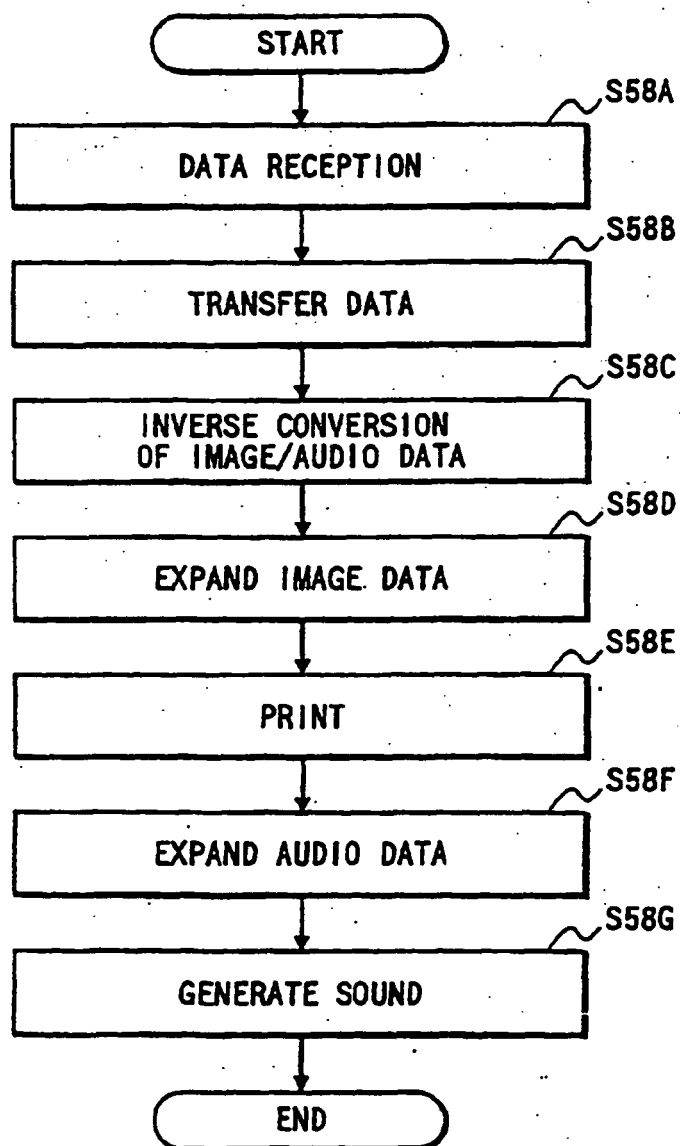 START
S58A
DATA RECEPTION
S58B
TRANSFER DATA
S58C
INVERSE CONVERSION
OF IMAGE/AUDIO DATA
S58D
EXPAND IMAGE DATA
S58E
PRINT
S58F
EXPAND AUDIO DATA
S58G
GENERATE SOUND
END